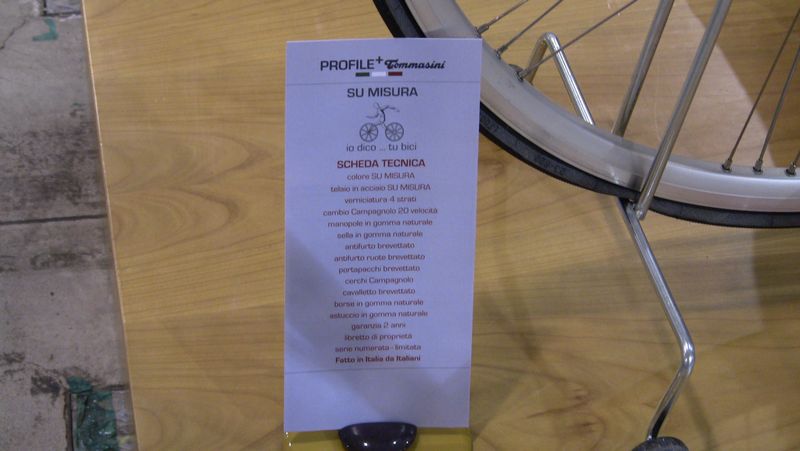 PROFILE+ Tommasini
SU MISURA
io dico ... tu bici
SCHEDA TECNICA
colore SU MISURA
telaio in acciaio SU MISURA
verniciatura 4 strati
cambio Campagnolo 20 velocità
manopole in gomma naturale
sella in gomma naturale
antifurto brevettato
antifurto ruote brevettato
portapacchi brevettato
cerchi Campagnolo
cavalletto brevettato
borse in gomma naturale
astuccio in gomma naturale
garanzia 2 anni
libretto di proprietà
serie numerata - limitata
Fatto in Italia da Italiani